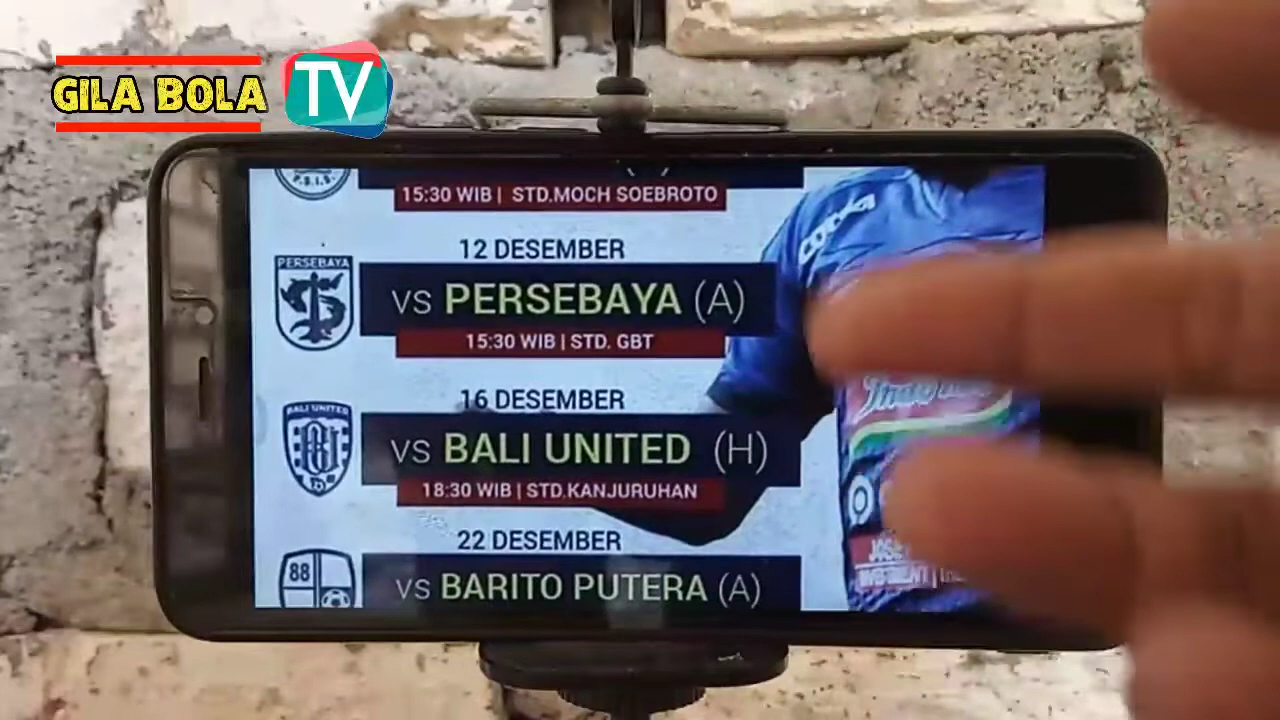 GILA BOLA TV
P.S.I.S.
15:30 WIB | STD.MOCH SOEBROTO
12 DESEMBER
PERSEBAYA
VS PERSEBAYA (A)
15:30 WIB | STD. GBT
16 DESEMBER
BALI UNITED
VS BALI UNITED (H)
18:30 WIB | STD.KANJURUHAN
22 DESEMBER
88
VS BARITO PUTERA (A)